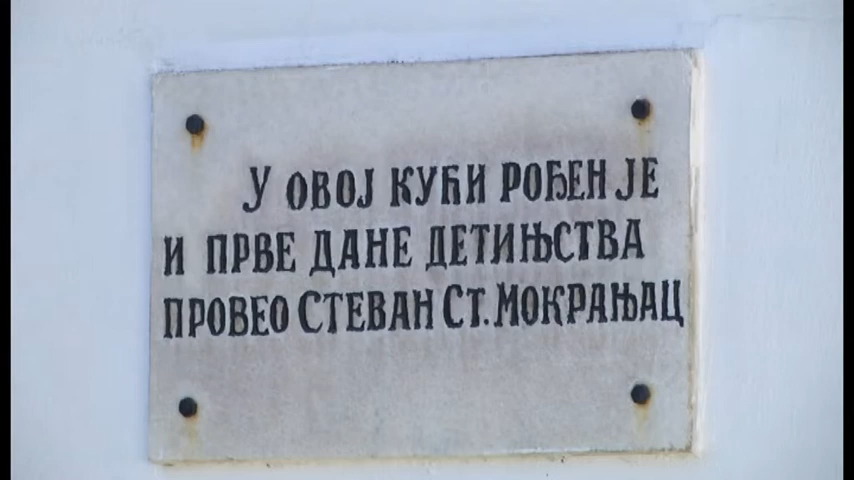 У ОВОЈ КУЋИ РОЂЕН ЈЕ
И ПРВЕ ДАНЕ ДЕТИЊСТВА
ПРОВЕО СТЕВАН СТ. МОКРАЊАЦ